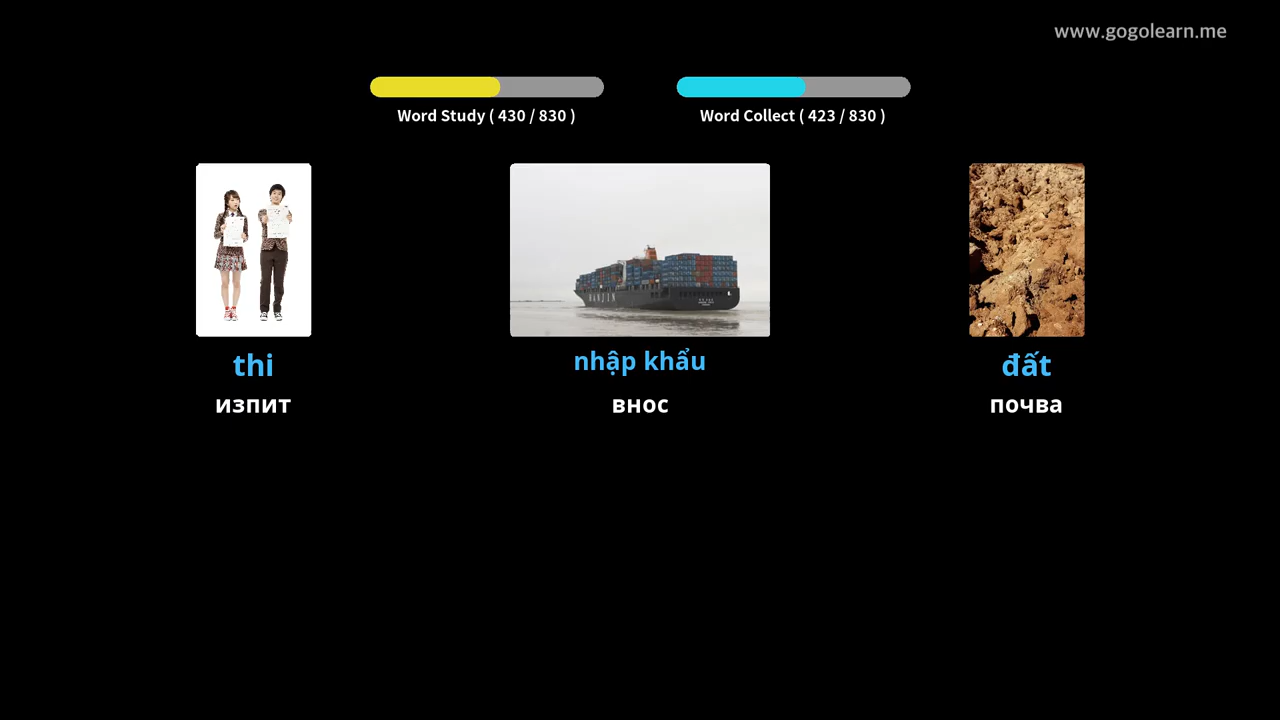 www.gogolearn.me
Word Study ( 430 / 830 )
Word Collect ( 423 / 830 )
thi
изпит
nhập khẩu
внос
đất
почва